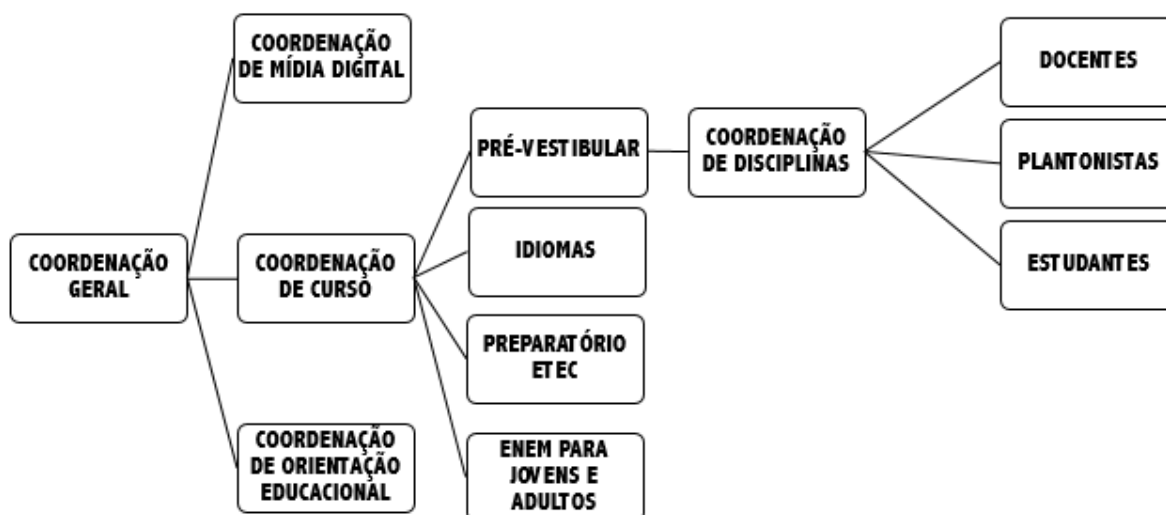 COORDENAÇÃO
DE MÍDIA DIGITAL
COORDENAÇÃO
GERAL
COORDENAÇÃO
DE CURSO
COORDENAÇÃO
DE ORIENTAÇÃO
EDUCACIONAL
PRÉ-VESTIBULAR
IDIOMAS
PREPARATÓRIO
ETEC
ENEM PARA
JOVENS E
ADULTOS
COORDENAÇÃO
DE DISCIPLINAS
DOCENTES
PLANTONISTAS
ESTUDANTES